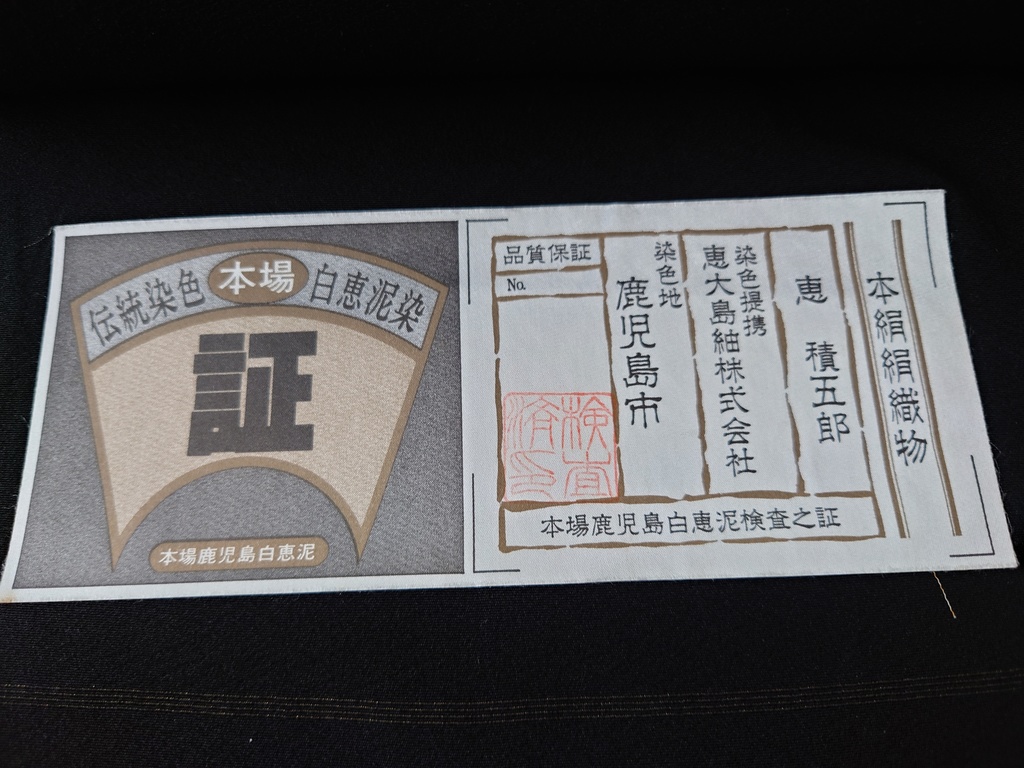 伝統染色 本場 白恵泥染
証
本場鹿児島白恵泥
本絹絹織物
恵 積五郎
染色提携
恵大島紬株式会社
染色地
鹿児島市
品質保証
No.
検査済之印
本場鹿児島白恵泥検査之証